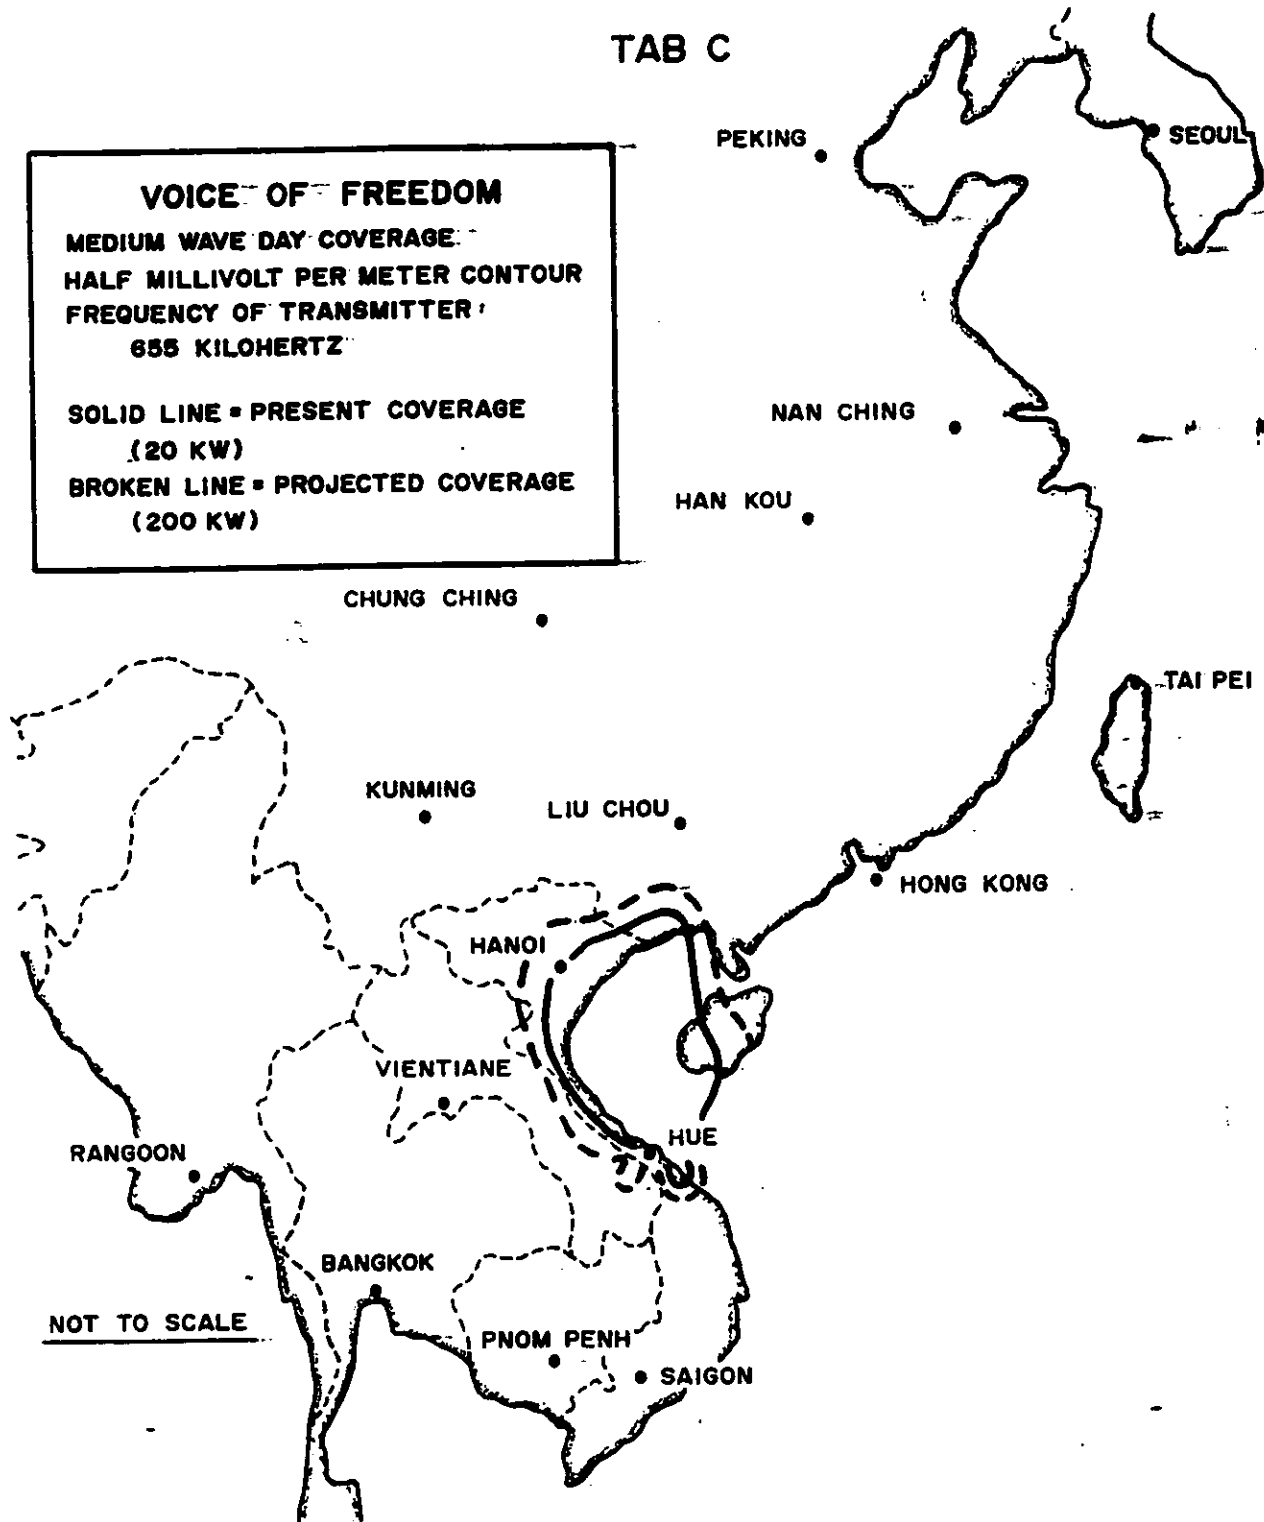 TAB C
PEKING
SEOUL
VOICE OF FREEDOM
MEDIUM WAVE DAY COVERAGE
HALF MILLIVOLT PER METER CONTOUR
FREQUENCY OF TRANSMITTER:
655 KILOHERTZ
SOLID LINE = PRESENT COVERAGE
(20 KW)
BROKEN LINE = PROJECTED COVERAGE
(200 KW)
NAN CHING
HAN KOU
CHUNG CHING
TAI PEI
KUNMING
LIU CHOU
HONG KONG
HANOI
VIENTIANE
HUE
RANGOON
BANGKOK
NOT TO SCALE
PNOM PENH
SAIGON